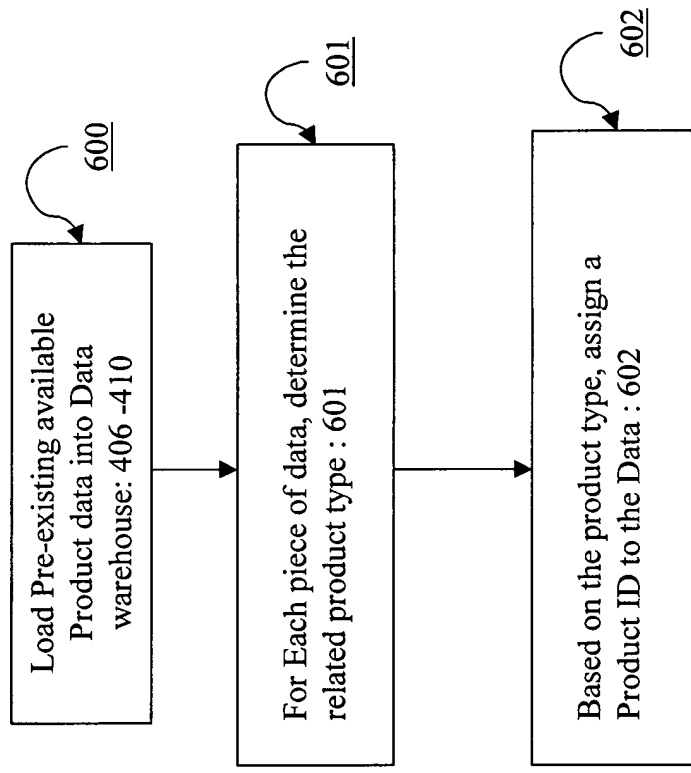 600
Load Pre-existing available
Product data into Data
warehouse: 406 -410
601
For Each piece of data, determine the
related product type : 601
602
Based on the product type, assign a
Product ID to the Data : 602